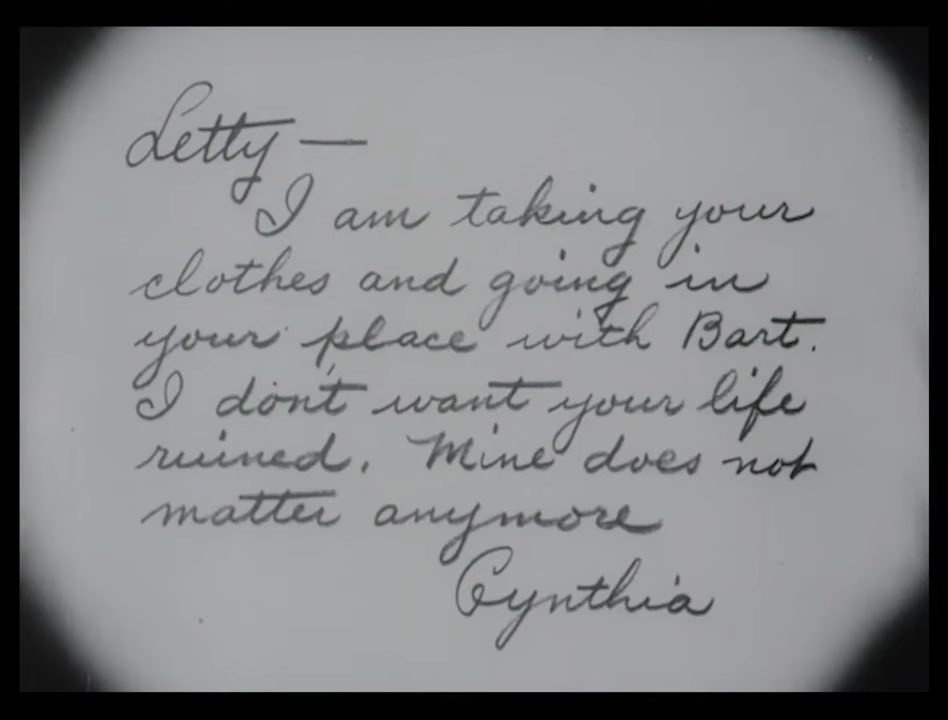 Letty —
I am taking your
clothes and going in
your place with Bart.
I don't want your life
ruined. Mine does not
matter anymore
Cynthia